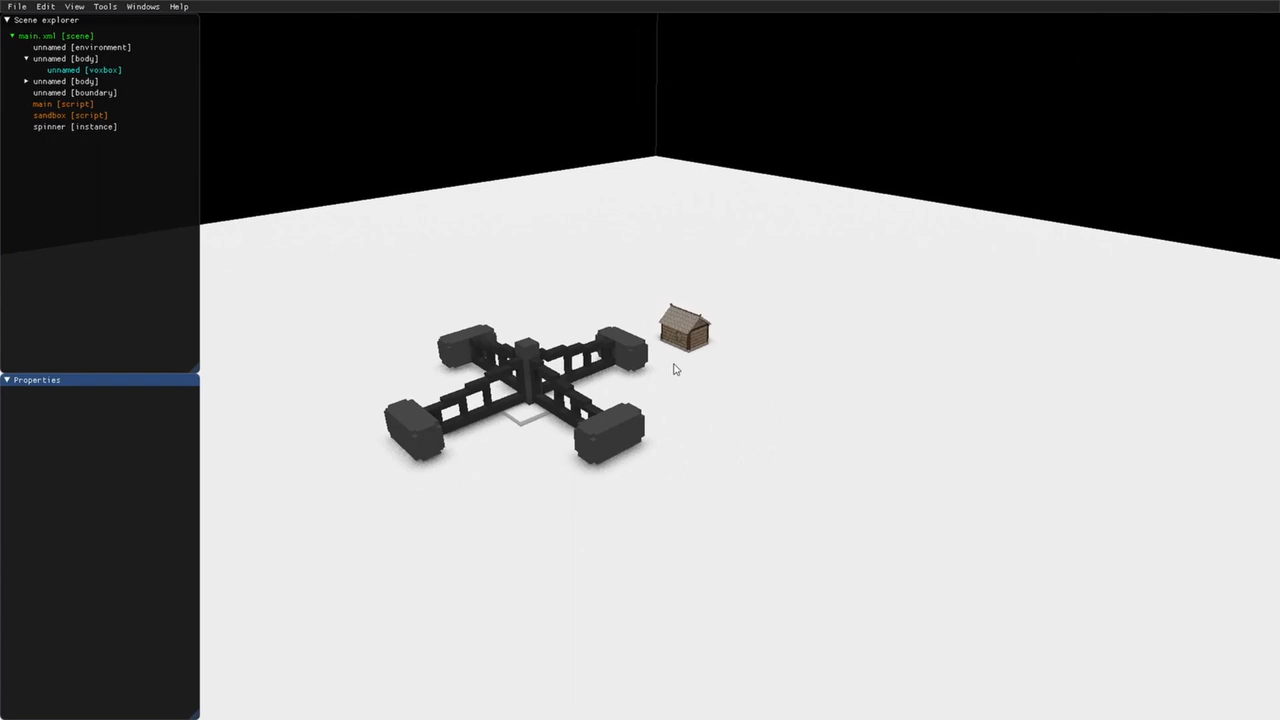 File Edit View Tools Windows Help
Scene explorer
main.xml [scene]
unnamed [environment]
unnamed [body]
unnamed [voxbox]
unnamed [body]
unnamed [boundary]
main [script]
sandbox [script]
spinner [instance]
Properties